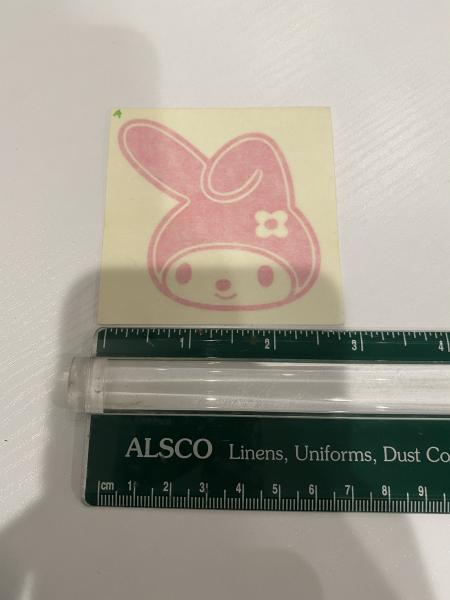 1 2 3 4
ALSCO Linens, Uniforms, Dust Co
cm 1 2 3 4 5 6 7 8 9